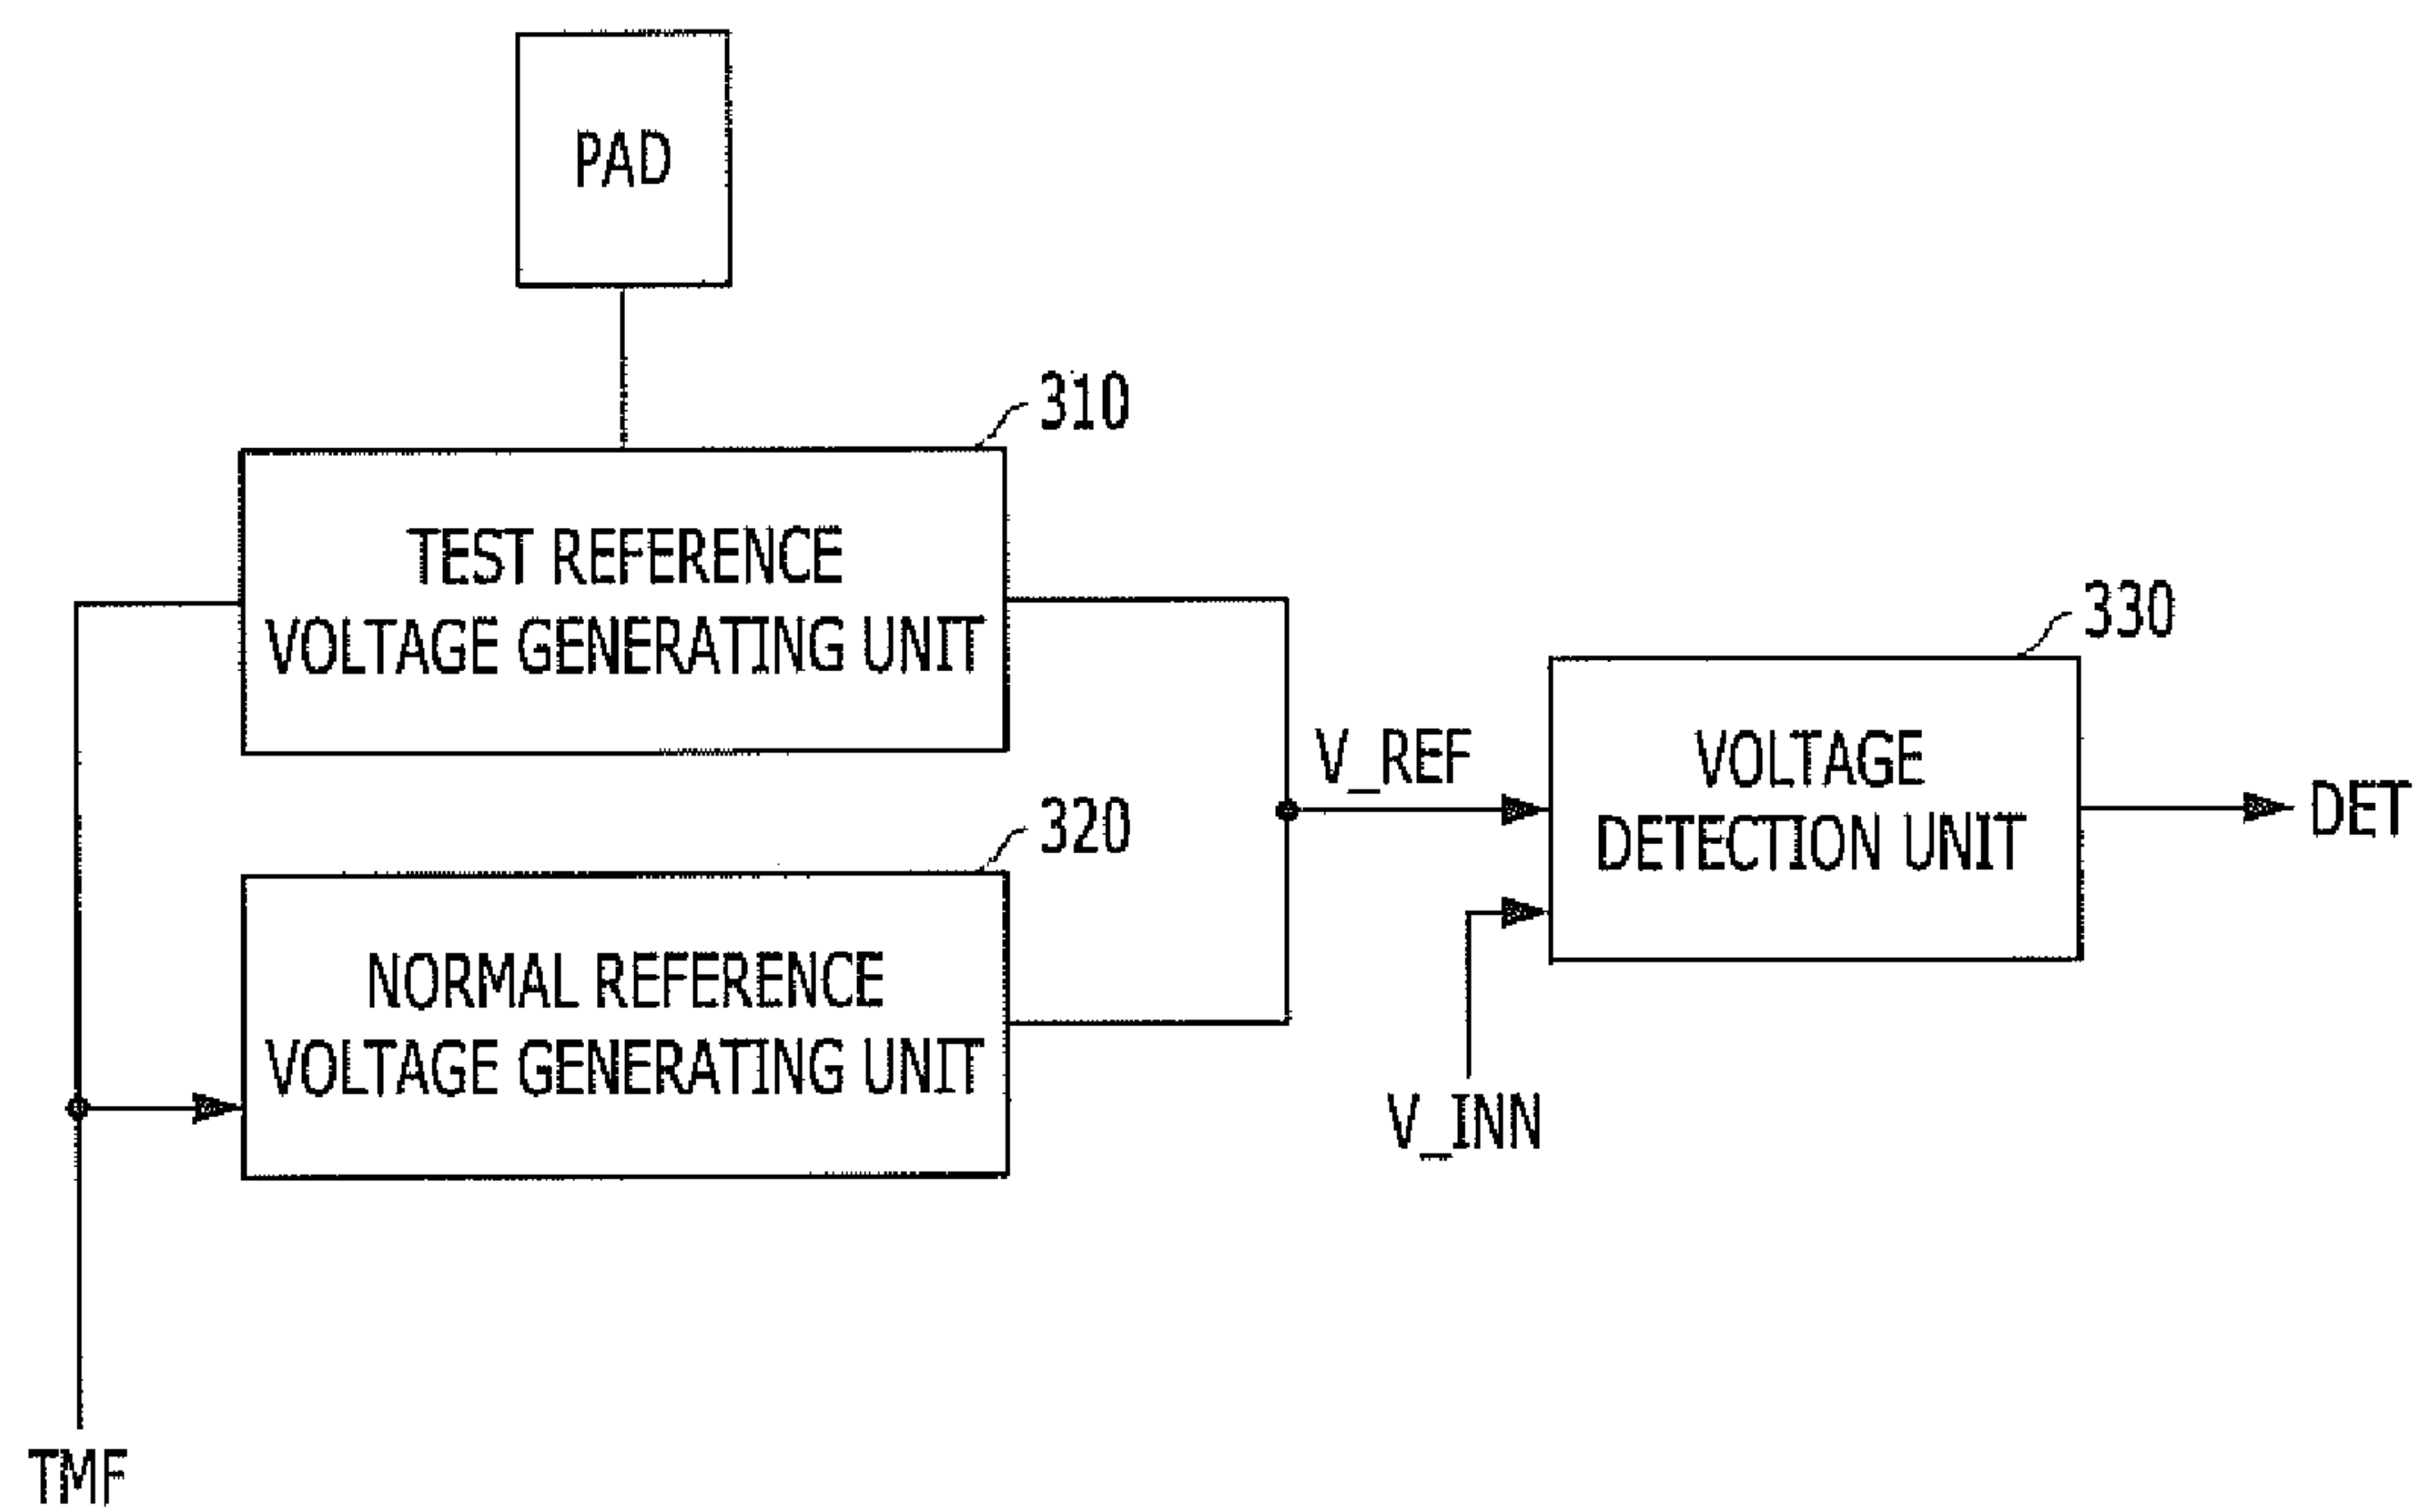 PAD
310
TEST REFERENCE
VOLTAGE GENERATING UNIT
330
V_REF
VOLTAGE
DETECTION UNIT
DET
320
NORMAL REFERENCE
VOLTAGE GENERATING UNIT
V_INN
TMF